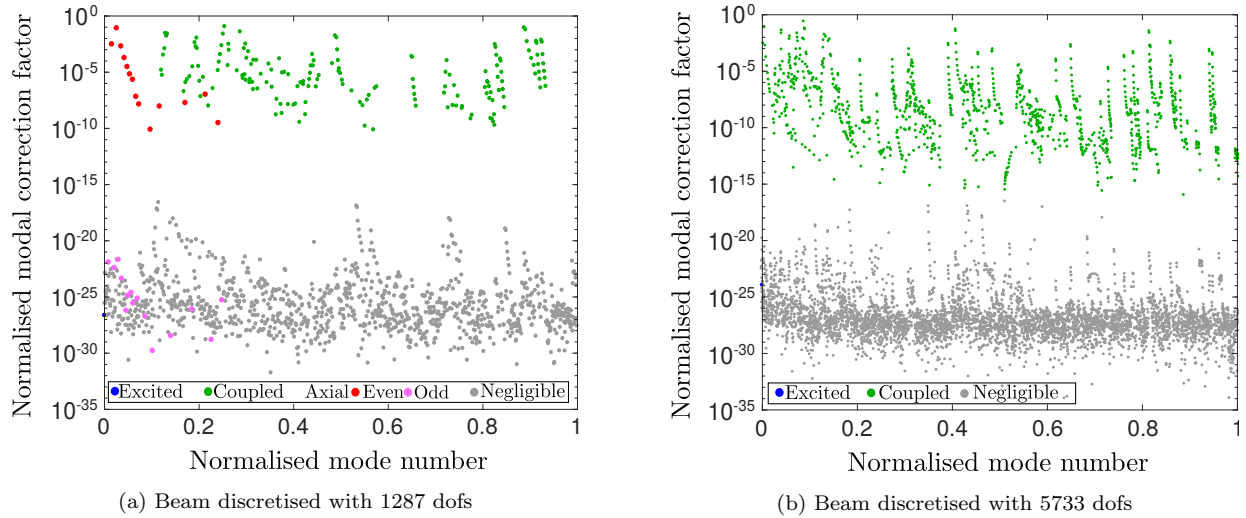 Normalised modal correction factor
10^0
10^-5
10^-10
10^-15
10^-20
10^-25
10^-30
10^-35
Excited Coupled Axial Even Odd Negligible
0 0.2 0.4 0.6 0.8 1
Normalised mode number
(a) Beam discretised with 1287 dofs
Normalised modal correction factor
10^0
10^-5
10^-10
10^-15
10^-20
10^-25
10^-30
10^-35
Excited Coupled Negligible
0 0.2 0.4 0.6 0.8 1
Normalised mode number
(b) Beam discretised with 5733 dofs